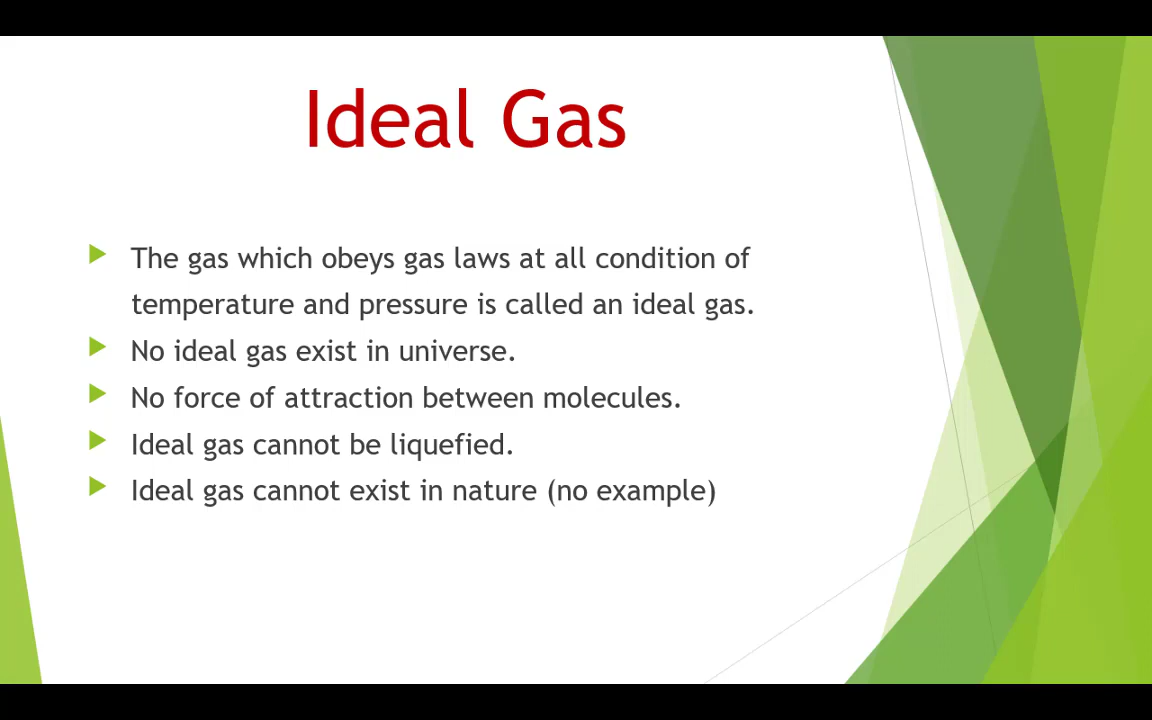 Ideal Gas
The gas which obeys gas laws at all condition of
temperature and pressure is called an ideal gas.
No ideal gas exist in universe.
No force of attraction between molecules.
Ideal gas cannot be liquefied.
Ideal gas cannot exist in nature (no example)